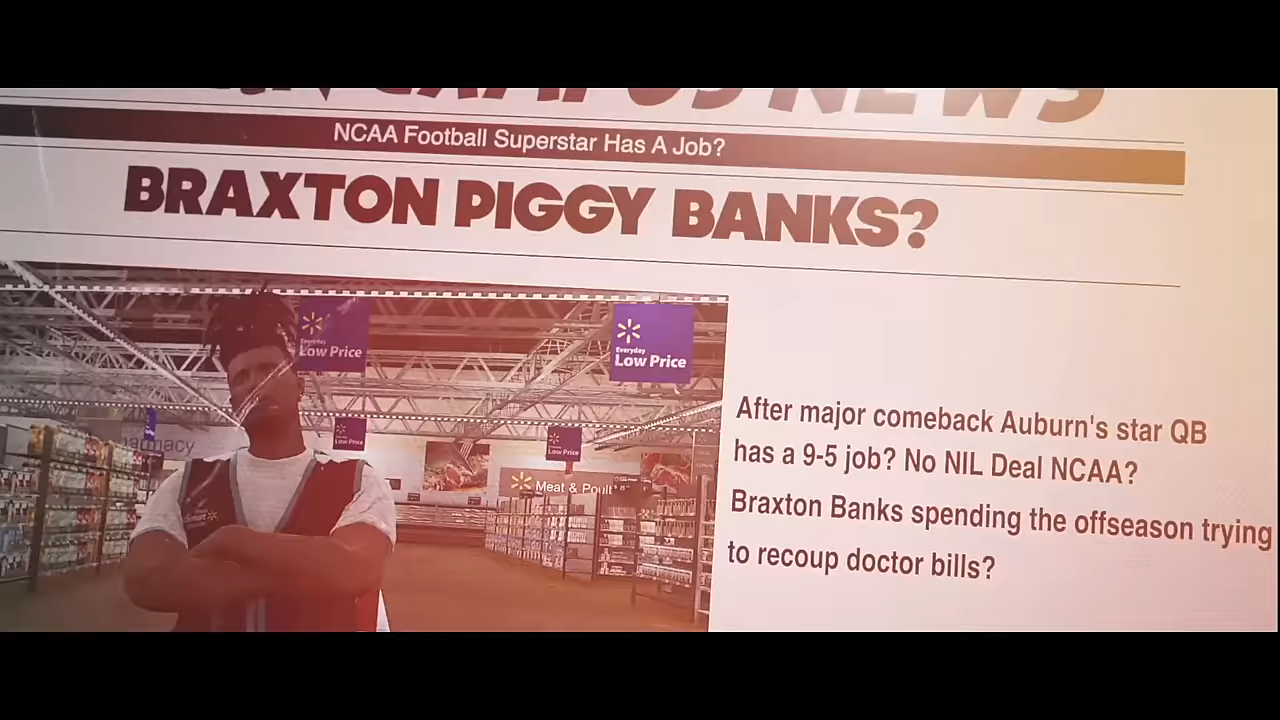 NEWS
NCAA Football Superstar Has A Job?
BRAXTON PIGGY BANKS?
Everyday
Low Price
Everyday
Low Price
Low Price
Low Price
Meat & Poult
After major comeback Auburn's star QB
has a 9-5 job? No NIL Deal NCAA?
Braxton Banks spending the offseason trying
to recoup doctor bills?